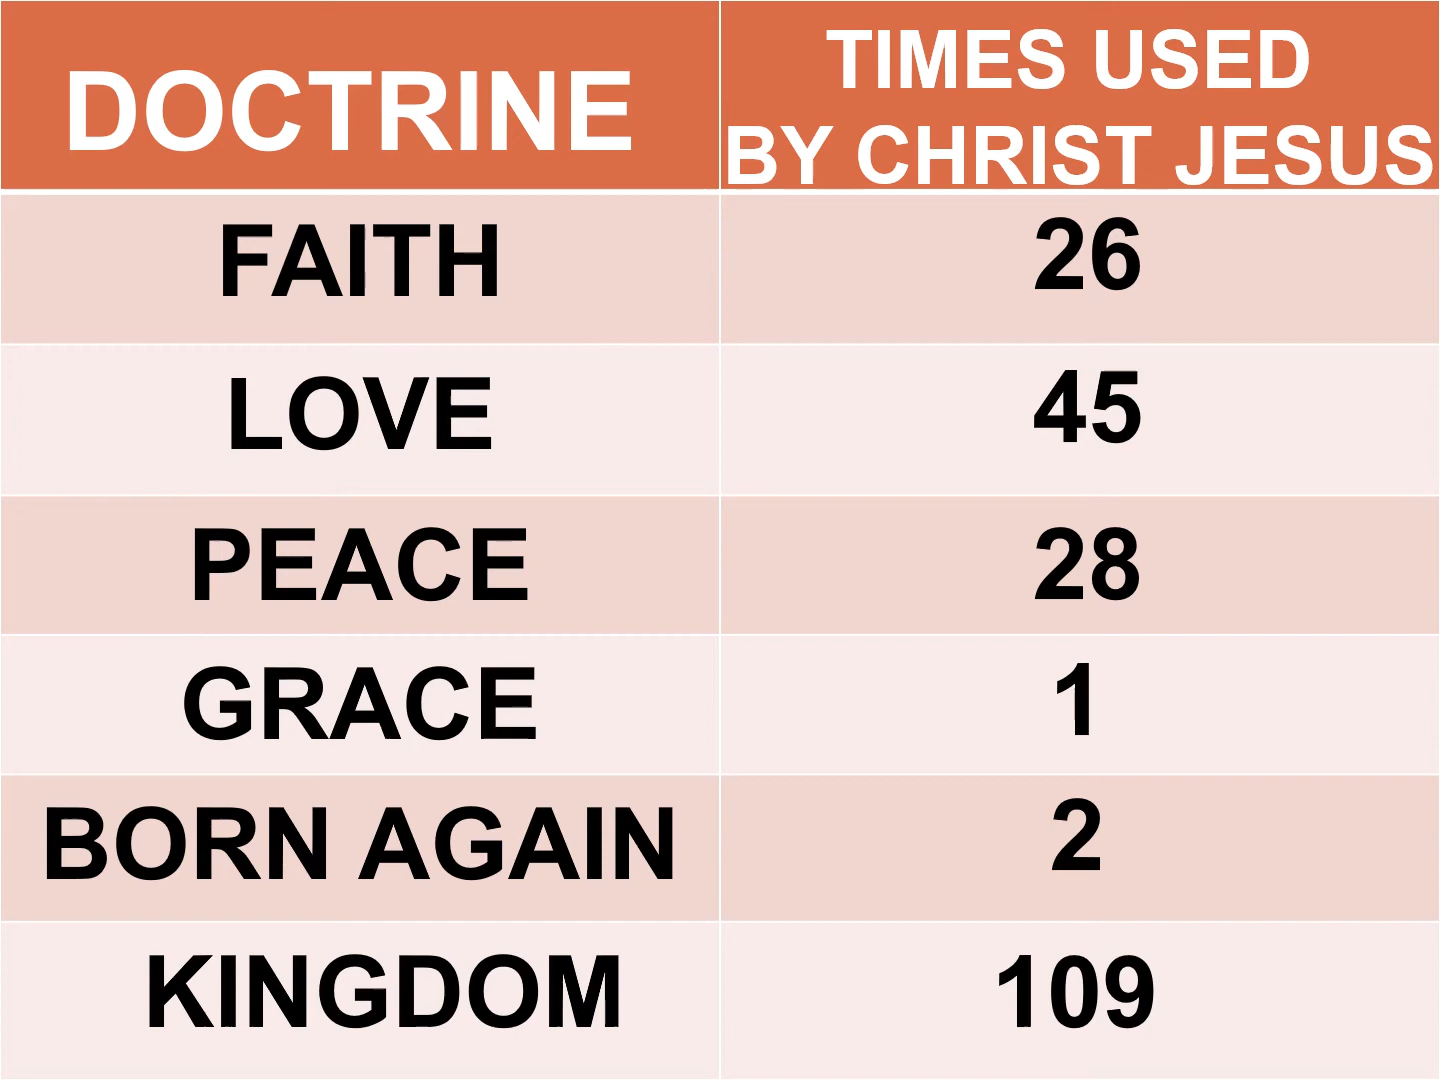 DOCTRINE
TIMES USED
BY CHRIST JESUS
FAITH
26
LOVE
45
PEACE
28
GRACE
1
BORN AGAIN
2
KINGDOM
109